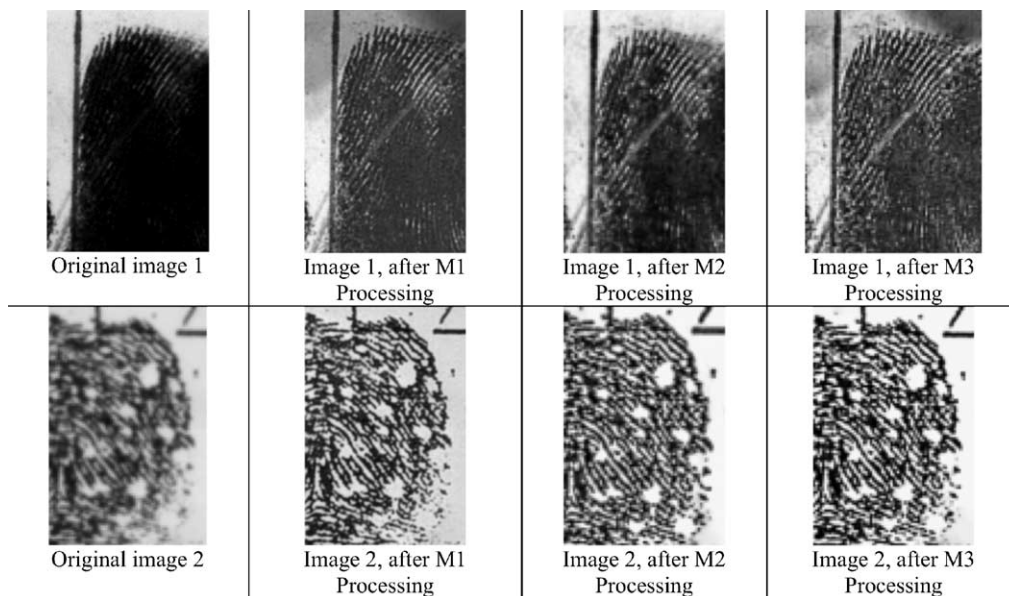 Original image 1
Image 1, after M1
Processing
Image 1, after M2
Processing
Image 1, after M3
Processing
Original image 2
Image 2, after M1
Processing
Image 2, after M2
Processing
Image 2, after M3
Processing